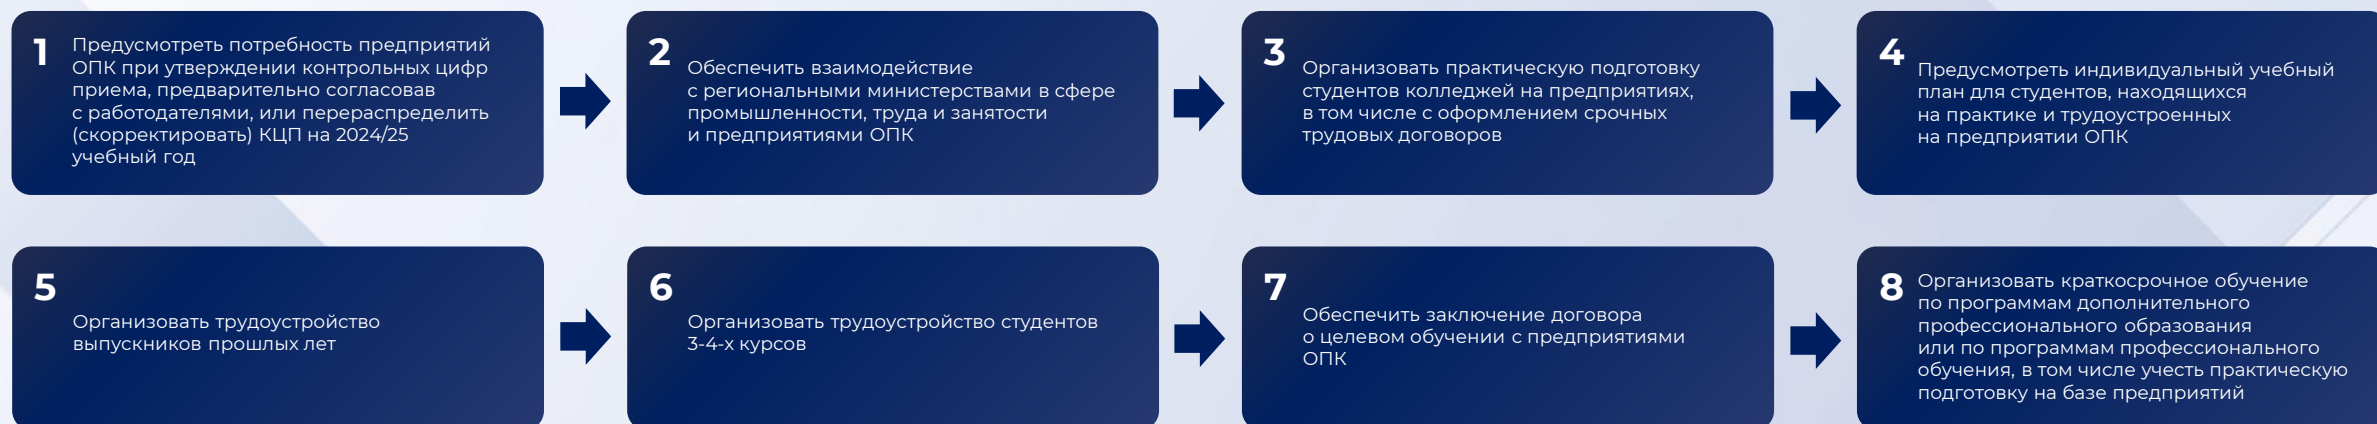 1
Предусмотреть потребность предприятий
ОПК при утверждении контрольных цифр
приема, предварительно согласовав
с работодателями, или перераспределить
(скорректировать) КЦП на 2024/25
учебный год
2
Обеспечить взаимодействие
с региональными министерствами в сфере
промышленности, труда и занятости
и предприятиями ОПК
3
Организовать практическую подготовку
студентов колледжей на предприятиях,
в том числе с оформлением срочных
трудовых договоров
4
Предусмотреть индивидуальный учебный
план для студентов, находящихся
на практике и трудоустроенных
на предприятии ОПК
5
Организовать трудоустройство
выпускников прошлых лет
6
Организовать трудоустройство студентов
3-4-х курсов
7
Обеспечить заключение договора
о целевом обучении с предприятиями
ОПК
8
Организовать краткосрочное обучение
по программам дополнительного
профессионального образования
или по программам профессионального
обучения, в том числе учесть практическую
подготовку на базе предприятий